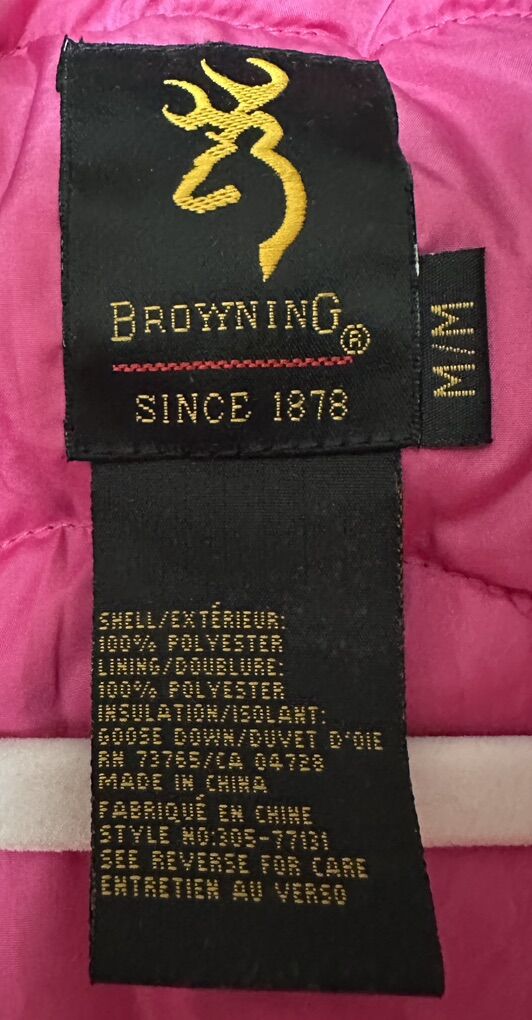 BROWNING®
SINCE 1878
M/M
SHELL/EXTÉRIEUR:
100% POLYESTER
LINING/DOUBLURE:
100% POLYESTER
INSULATION/ISOLANT:
GOOSE DOWN/DUVET D'OIE
RN 73765/CA 04728
MADE IN CHINA
FABRIQUÉ EN CHINE
STYLE NO:305-77131
SEE REVERSE FOR CARE
ENTRETIEN AU VERSO